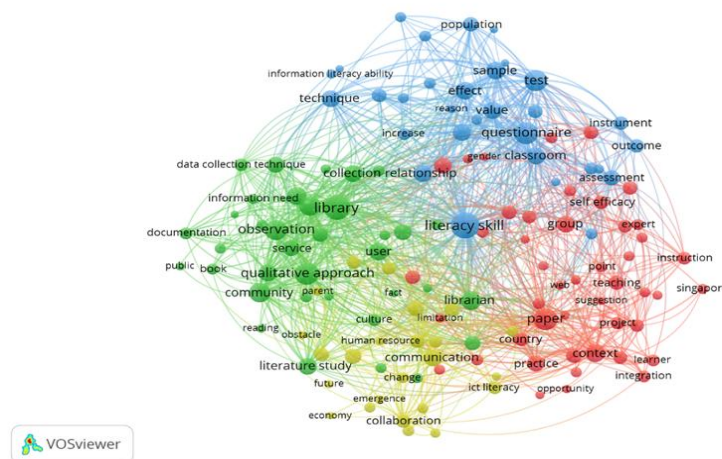 population
information literacy ability
sample
test
technique
effect
reason
value
increase
questionnaire
instrument
outcome
gender
classroom
data collection technique
collection relationship
assessment
information need
library
self efficacy
literacy skill
group
expert
documentation
observation
service
user
public
book
qualitative approach
parent
fact
web
point
teaching
instruction
community
librarian
suggestion
singapor
reading
culture
limitation
paper
project
obstacle
human resource
country
literature study
communication
practice
context
learner
integration
future
change
ict literacy
opportunity
emergence
economy
collaboration
VOSviewer